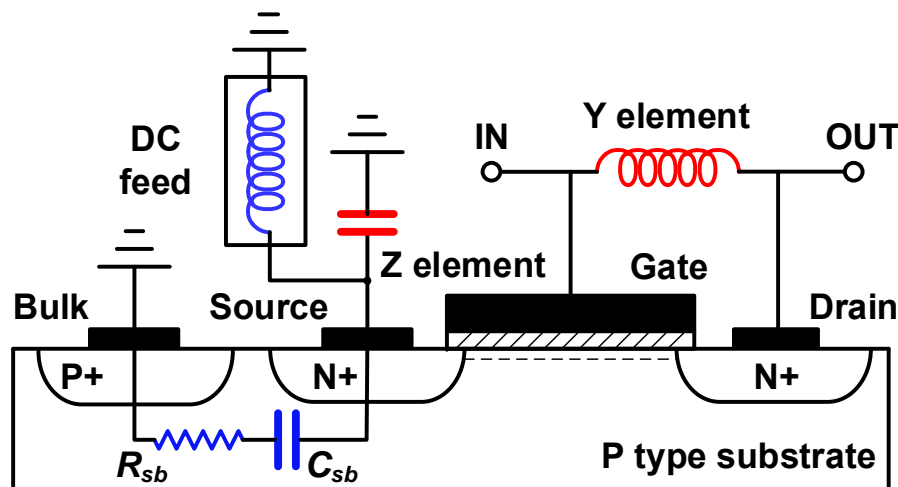 DC
feed
IN
Y element
OUT
Z element
Gate
Bulk
Source
Drain
P+
N+
N+
Rsb
Csb
P type substrate